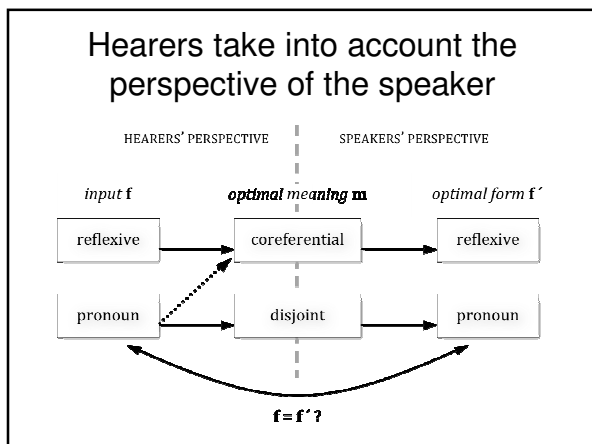 Hearers take into account the
perspective of the speaker
HEARERS' PERSPECTIVE SPEAKERS' PERSPECTIVE
input f optimal meaning m optimal form f´
reflexive coreferential reflexive
pronoun disjoint pronoun
f = f´ ?